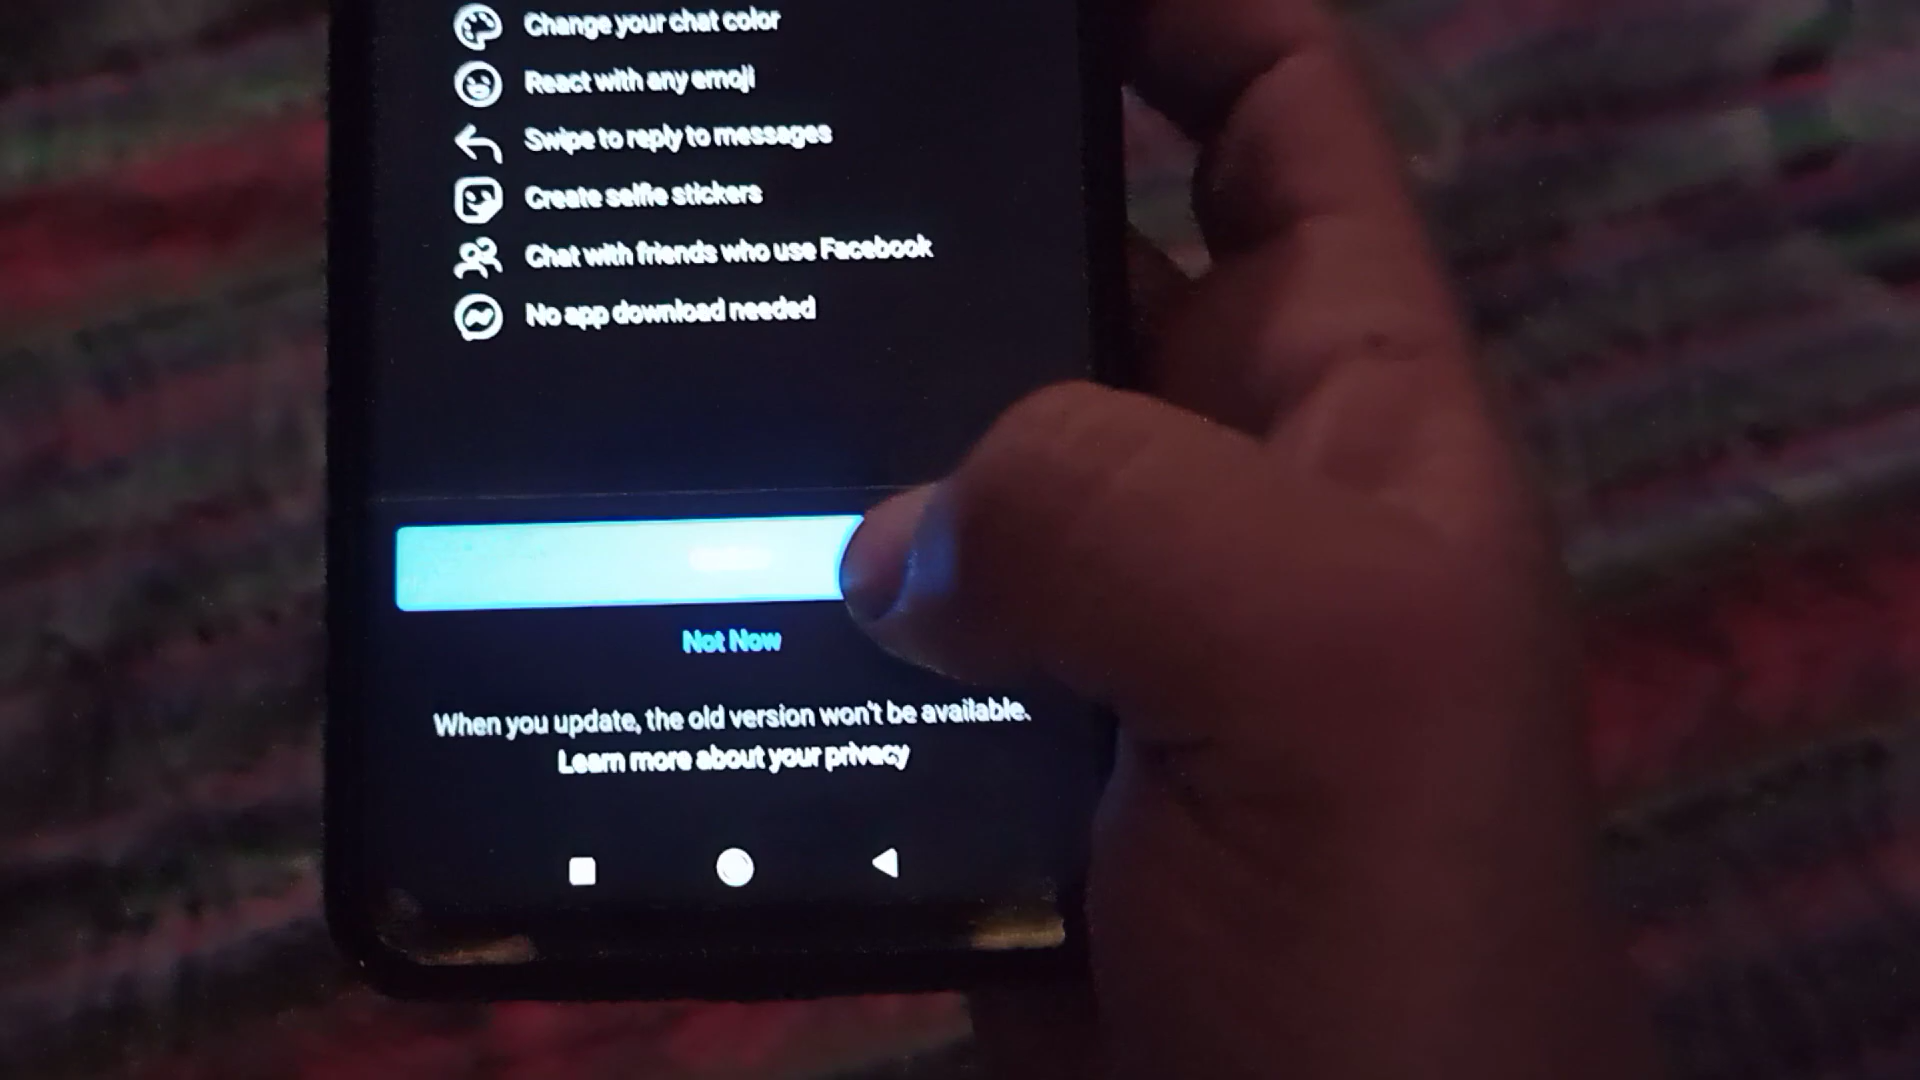 Change your chat color
React with any emoji
Swipe to reply to messages
Create selfie stickers
Chat with friends who use Facebook
No app download needed
Not Now
When you update, the old version won't be available.
Learn more about your privacy